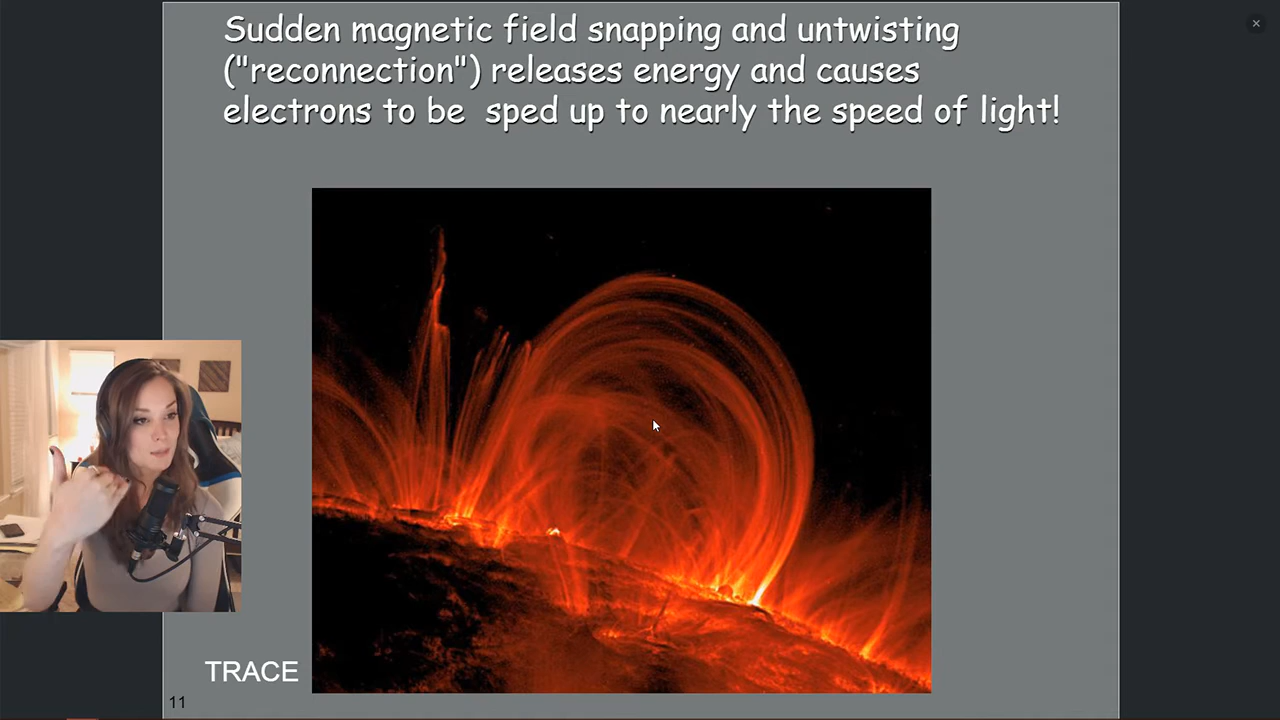 Sudden magnetic field snapping and untwisting
("reconnection") releases energy and causes
electrons to be  sped up to nearly the speed of light!
TRACE
11